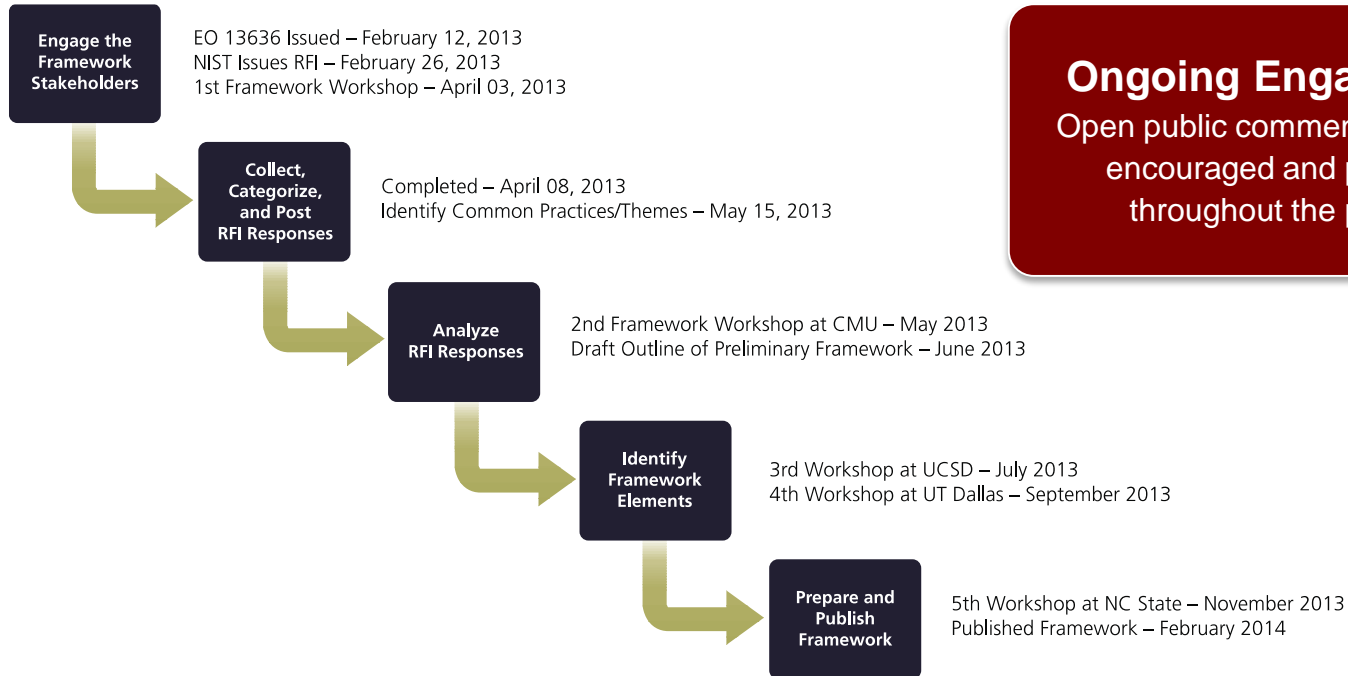 Engage the
Framework
Stakeholders
EO 13636 Issued – February 12, 2013
NIST Issues RFI – February 26, 2013
1st Framework Workshop – April 03, 2013
Ongoing
Open public
encouraged and
throughout the
Collect,
Categorize,
and Post
RFI Responses
Completed – April 08, 2013
Identify Common Practices/Themes – May 15, 2013
Analyze
RFI Responses
2nd Framework Workshop at CMU – May 2013
Draft Outline of Preliminary Framework – June 2013
Identify
Framework
Elements
3rd Workshop at UCSD – July 2013
4th Workshop at UT Dallas – September 2013
Prepare and
Publish
Framework
5th Workshop at NC State – November 2013
Published Framework – February 2014